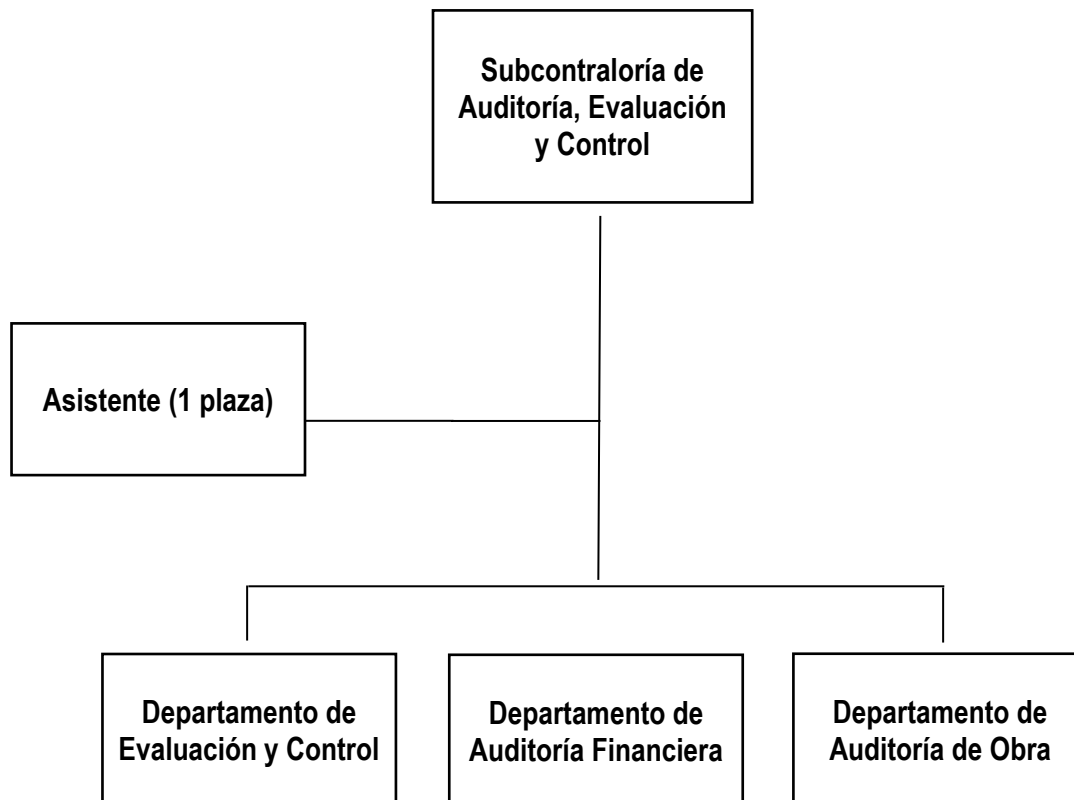 Subcontraloría de
Auditoría, Evaluación
y Control
Asistente (1 plaza)
Departamento de
Evaluación y Control
Departamento de
Auditoría Financiera
Departamento de
Auditoría de Obra